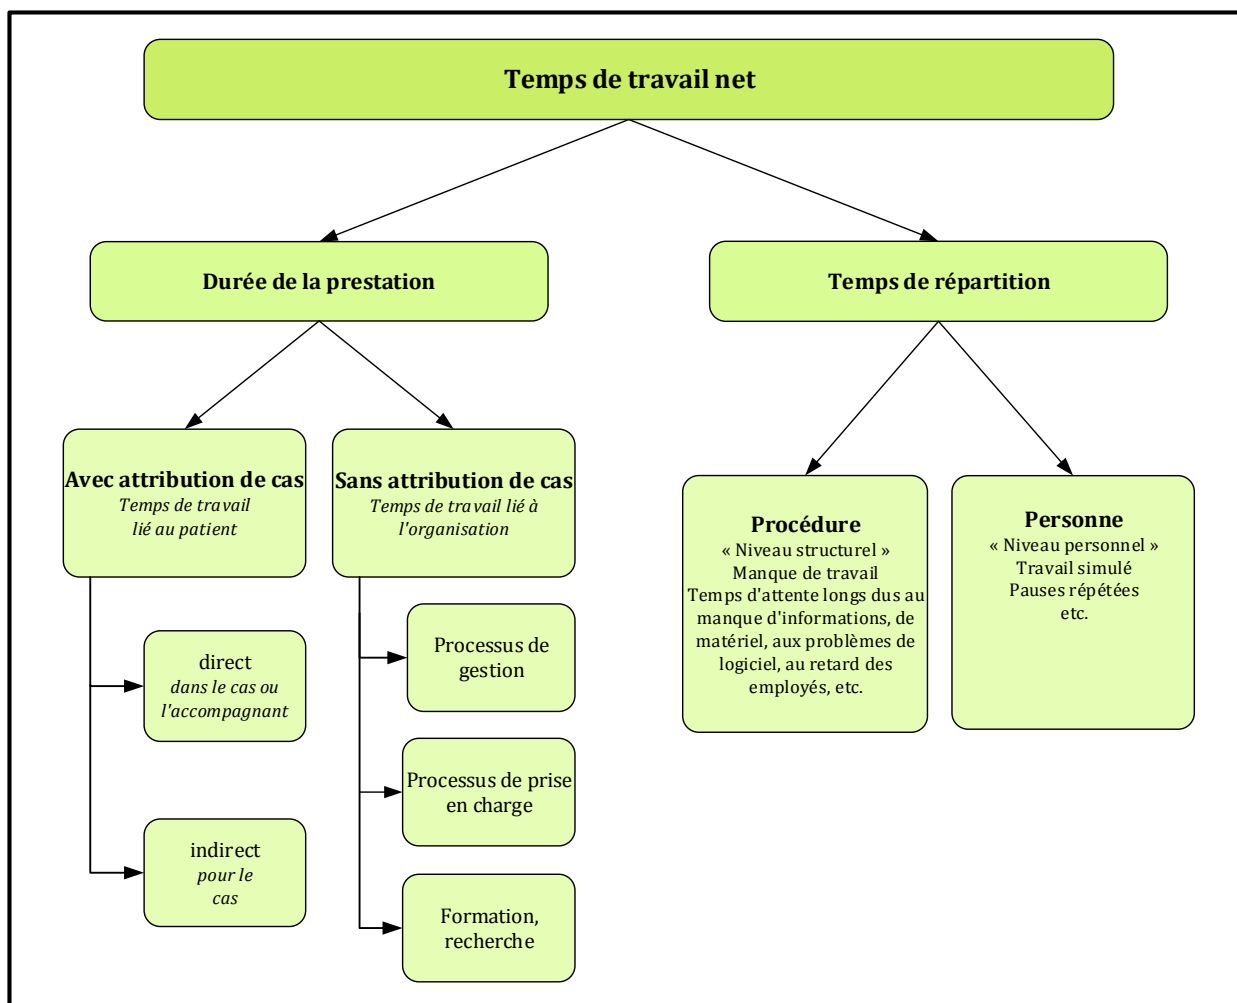 Temps de travail net
Durée de la prestation
Temps de répartition
Avec attribution de cas
Temps de travail
lié au patient
Sans attribution de cas
Temps de travail lié à
l'organisation
Procédure
« Niveau structurel »
Manque de travail
Temps d'attente longs dus au
manque d'informations, de
matériel, aux problèmes de
logiciel, au retard des
employés, etc.
Personne
« Niveau personnel »
Travail simulé
Pauses répétées
etc.
direct
dans le cas ou
l'accompagnant
indirect
pour le
cas
Processus de
gestion
Processus de prise
en charge
Formation,
recherche